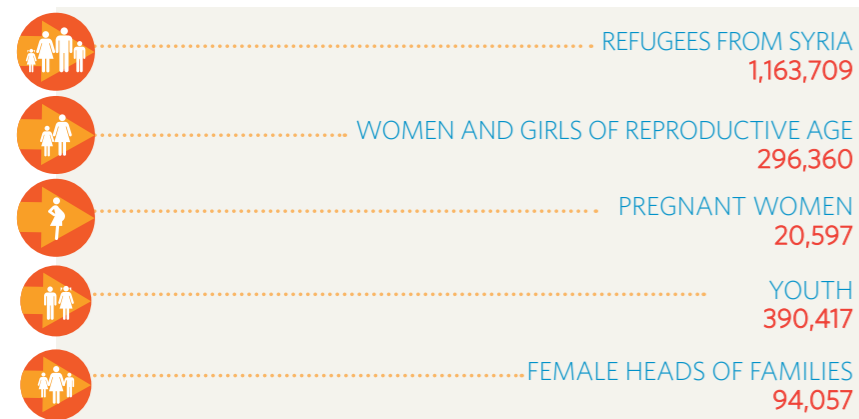 REFUGEES FROM SYRIA
1,163,709
WOMEN AND GIRLS OF REPRODUCTIVE AGE
296,360
PREGNANT WOMEN
20,597
YOUTH
390,417
FEMALE HEADS OF FAMILIES
94,057